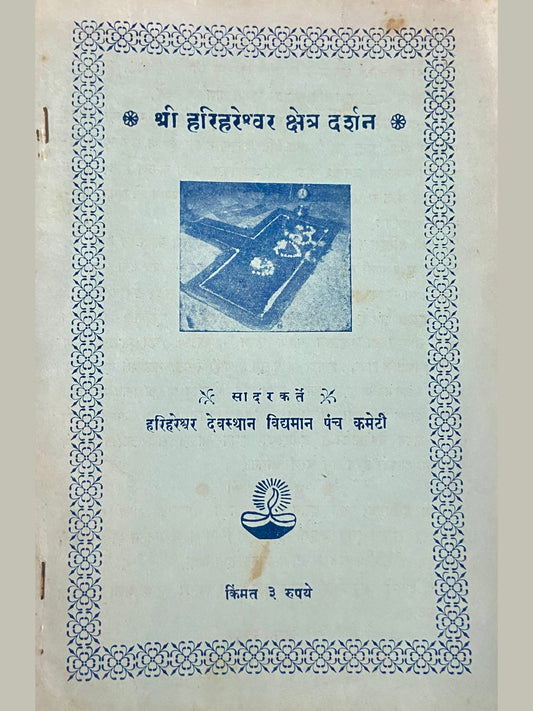 श्री हरिहरेश्वर क्षेत्र दर्शन
सादरकर्ते
हरिहरेश्वर देवस्थान विद्यमान पंच कमेटी
किंमत ३ रुपये